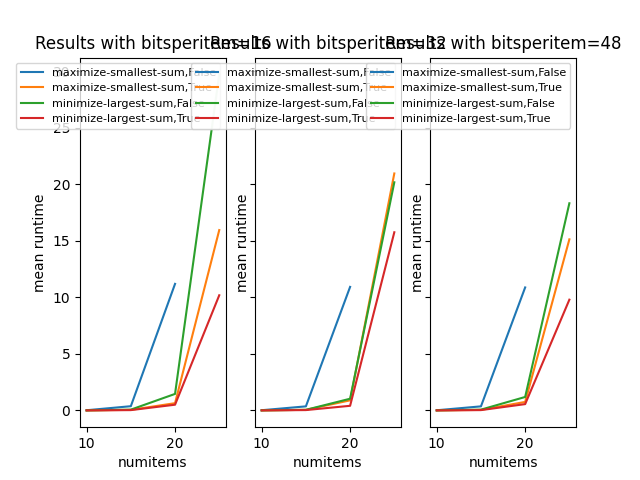 Results with bitsperitem=16
Results with bitsperitem=32
Results with bitsperitem=48
maximize-smallest-sum,False
maximize-smallest-sum,True
minimize-largest-sum,False
minimize-largest-sum,True
maximize-smallest-sum,False
maximize-smallest-sum,True
minimize-largest-sum,False
minimize-largest-sum,True
maximize-smallest-sum,False
maximize-smallest-sum,True
minimize-largest-sum,False
minimize-largest-sum,True
30
25
20
15
10
5
0
mean runtime
mean runtime
mean runtime
10 20
10 20
10 20
numitems
numitems
numitems